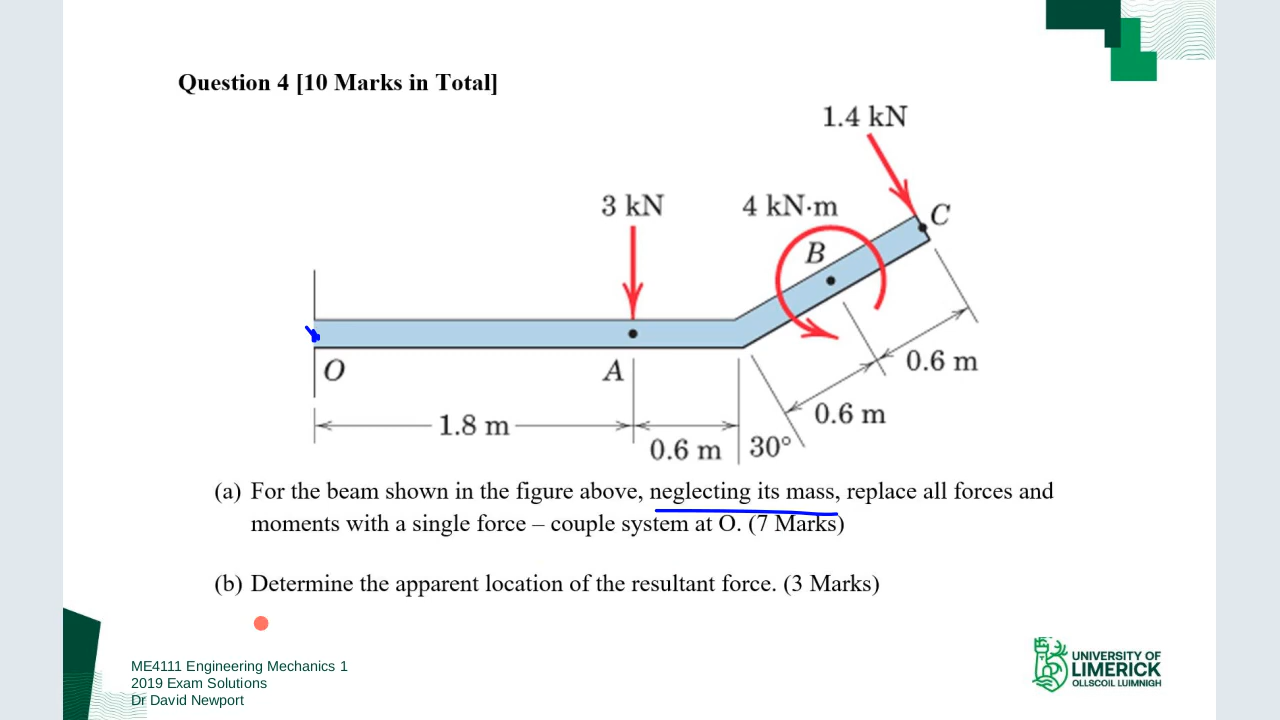 Question 4 [10 Marks in Total]
1.4 kN
3 kN
4 kN·m
C
B
O
A
0.6 m
0.6 m
1.8 m
0.6 m
30°
(a) For the beam shown in the figure above, neglecting its mass, replace all forces and
moments with a single force – couple system at O. (7 Marks)
(b) Determine the apparent location of the resultant force. (3 Marks)
ME4111 Engineering Mechanics 1
2019 Exam Solutions
Dr David Newport
UNIVERSITY OF
LIMERICK
OLLSCOIL LUIMNIGH